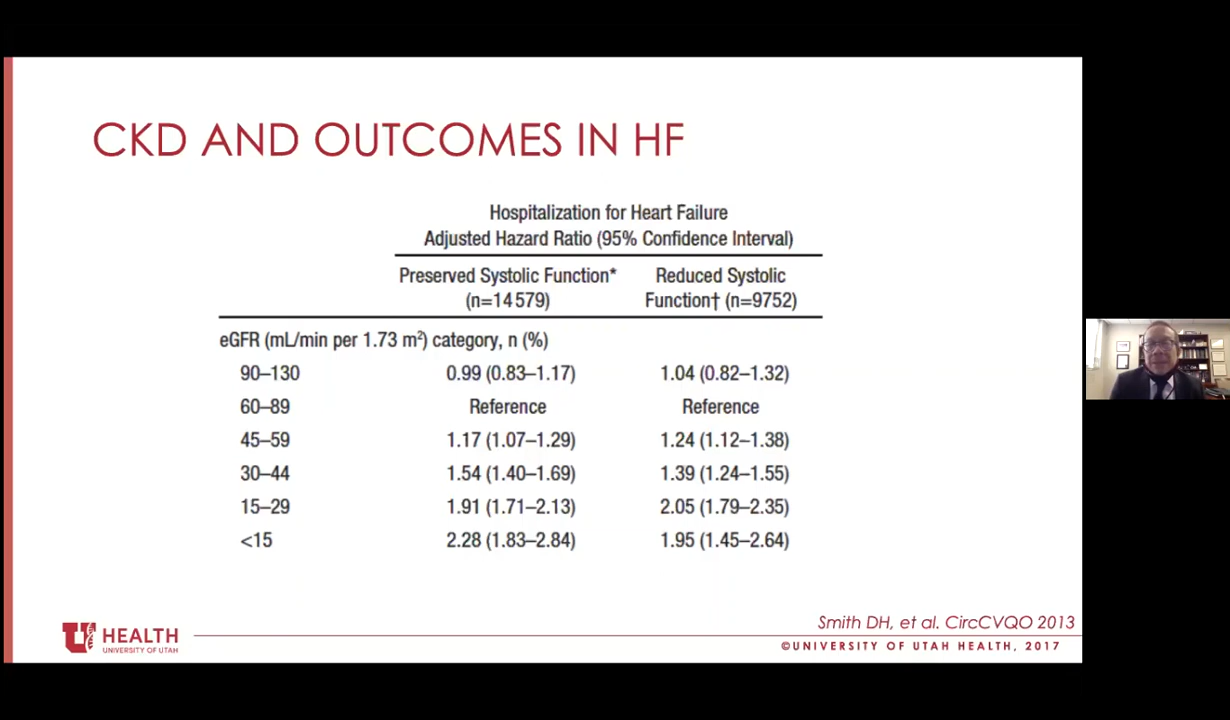 CKD AND OUTCOMES IN HF
Hospitalization for Heart Failure
Adjusted Hazard Ratio (95% Confidence Interval)
Preserved Systolic Function* Reduced Systolic
(n=14579) Function† (n=9752)
eGFR (mL/min per 1.73 m²) category, n (%)
90–130 0.99 (0.83–1.17) 1.04 (0.82–1.32)
60–89 Reference Reference
45–59 1.17 (1.07–1.29) 1.24 (1.12–1.38)
30–44 1.54 (1.40–1.69) 1.39 (1.24–1.55)
15–29 1.91 (1.71–2.13) 2.05 (1.79–2.35)
<15 2.28 (1.83–2.84) 1.95 (1.45–2.64)
Smith DH, et al. CircCVQO 2013
U HEALTH
UNIVERSITY OF UTAH
©UNIVERSITY OF UTAH HEALTH, 2017